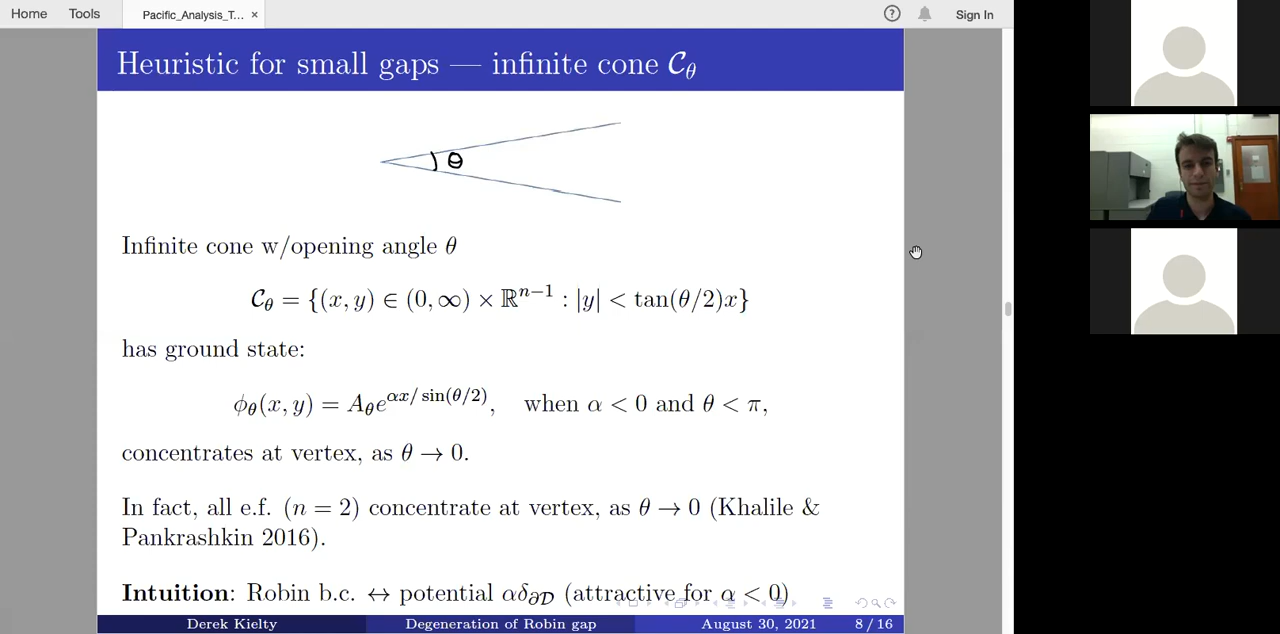 Home Tools Pacific_Analysis_T... × ? Sign In
Heuristic for small gaps — infinite cone 𝒞_θ
θ
Infinite cone w/opening angle θ
𝒞_θ = {(x, y) ∈ (0, ∞) × ℝ^{n−1} : |y| < tan(θ/2)x}
has ground state:
ϕ_θ(x, y) = A_θ e^{αx/ sin(θ/2)}, when α < 0 and θ < π,
concentrates at vertex, as θ → 0.
In fact, all e.f. (n = 2) concentrate at vertex, as θ → 0 (Khalile &
Pankrashkin 2016).
Intuition: Robin b.c. ↔ potential αδ_{∂𝒟} (attractive for α < 0)
Derek Kielty Degeneration of Robin gap August 30, 2021 8 / 16